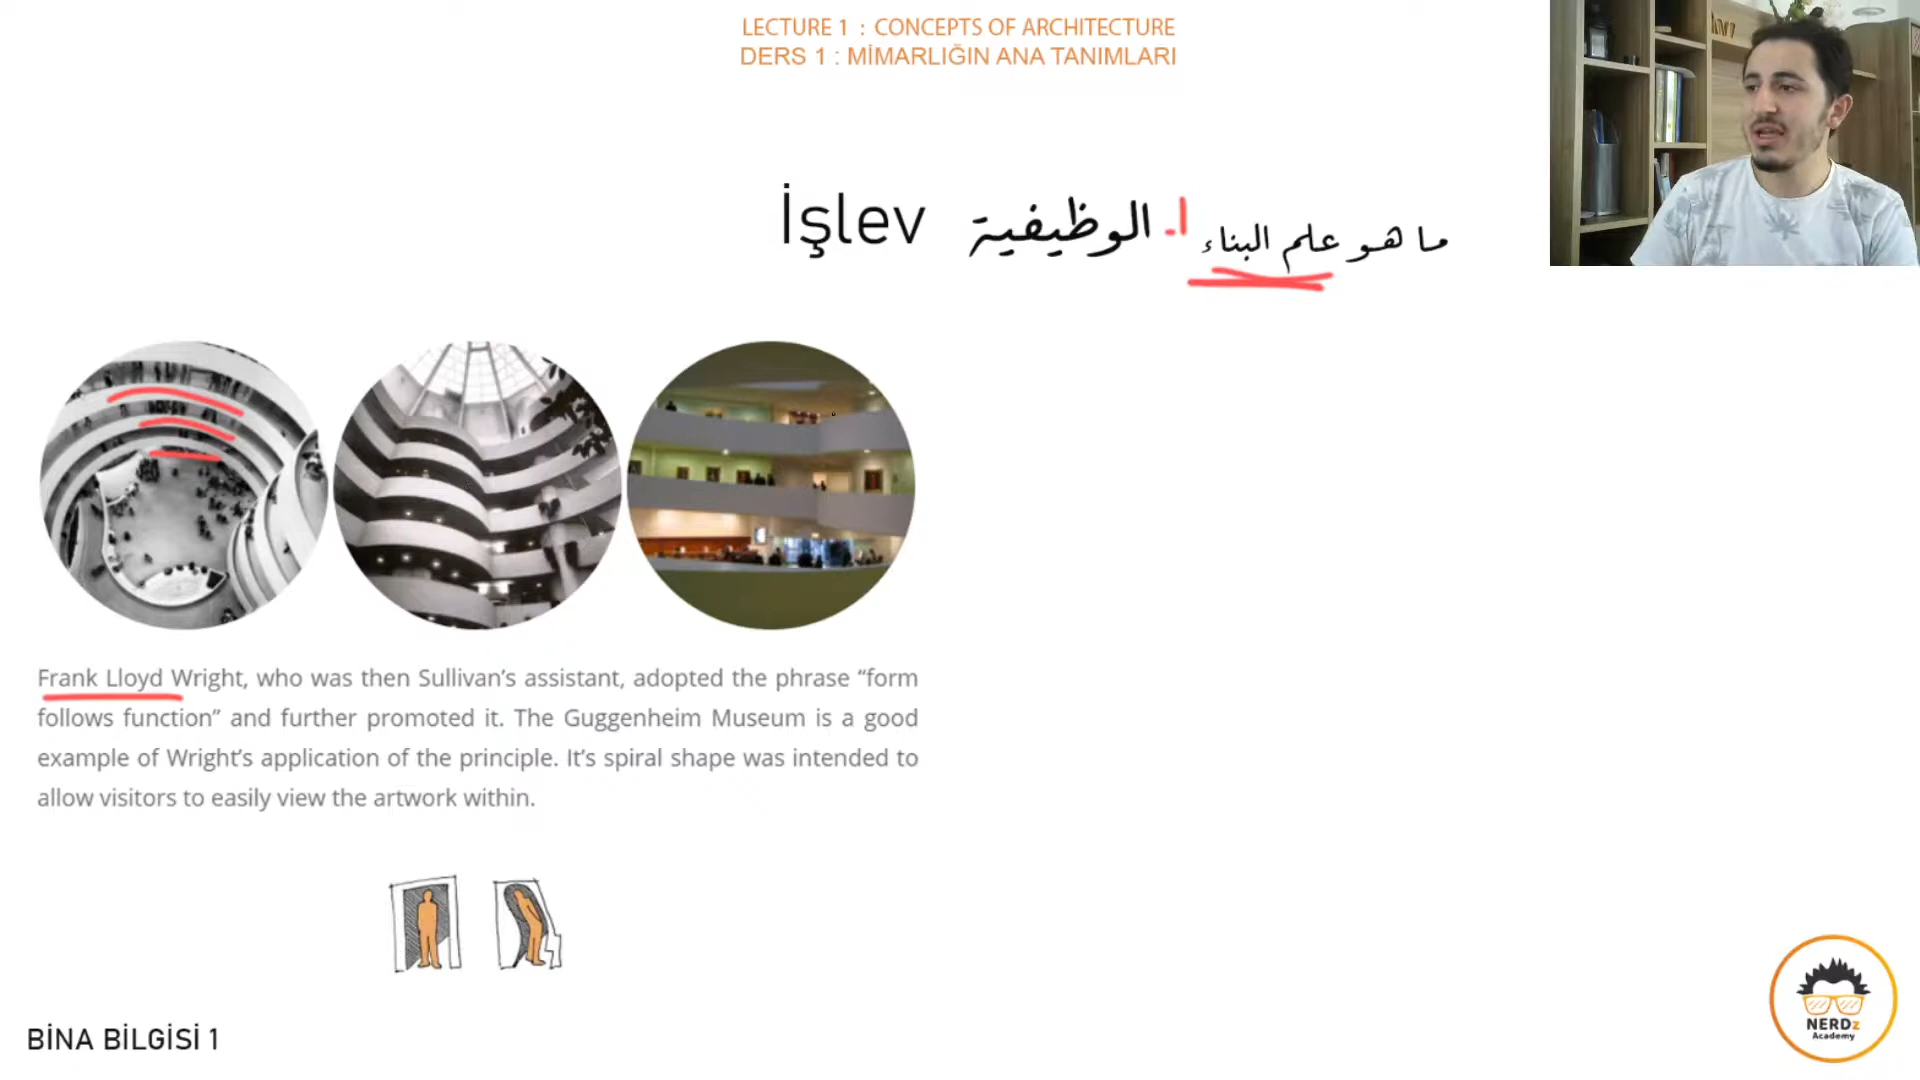 LECTURE 1 : CONCEPTS OF ARCHITECTURE
DERS 1 : MİMARLIĞIN ANA TANIMLARI
ما هو علم البناء
1- الوظيفية İşlev
Frank Lloyd Wright, who was then Sullivan’s assistant, adopted the phrase “form
follows function” and further promoted it. The Guggenheim Museum is a good
example of Wright’s application of the principle. It’s spiral shape was intended to
allow visitors to easily view the artwork within.
BİNA BİLGİSİ 1
NERDz
Academy